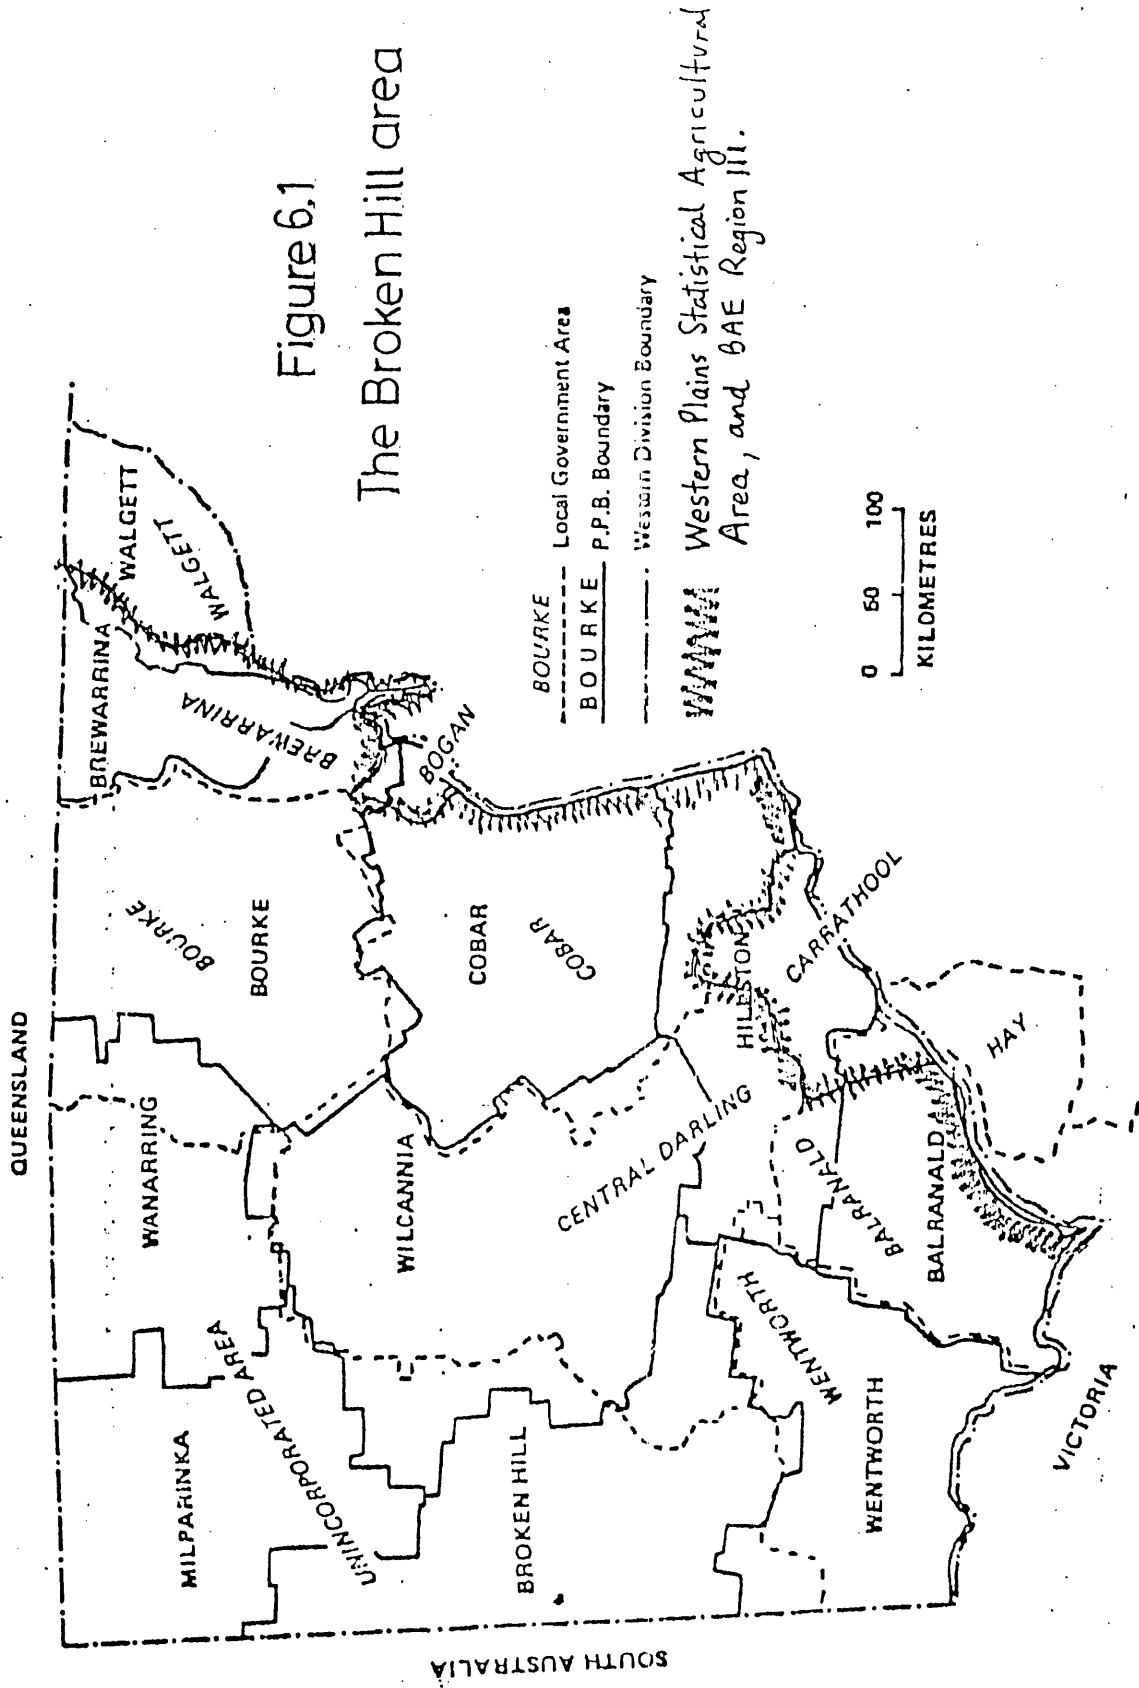 Figure 6.1
The Broken Hill area
BOURKE Local Government Area
BOURKE P.P.B. Boundary
Western Division Boundary
Western Plains Statistical Agricultural
Area, and BAE Region III.
0 50 100
KILOMETRES
QUEENSLAND
SOUTH AUSTRALIA
VICTORIA
MILPARINKA
WANARRING
BOURKE
BOURKE
BREWARRINA
BREWARRINA
WALGETT
WALGETT
UNINCORPORATED AREA
BROKEN HILL
WILCANNIA
COBAR
COBAR
BOGAN
CENTRAL DARLING
HILLSTON
CARRATHOOL
WENTWORTH
WENTWORTH
BALRANALD
BALRANALD
HAY